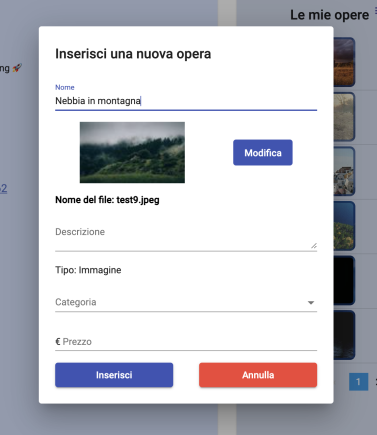 Le mie opere
Inserisci una nuova opera
ng 🚀
Nome
Nebbia in montagna
Modifica
Nome del file: test9.jpeg
Descrizione
Tipo: Immagine
Categoria
€ Prezzo
Inserisci
Annulla
1